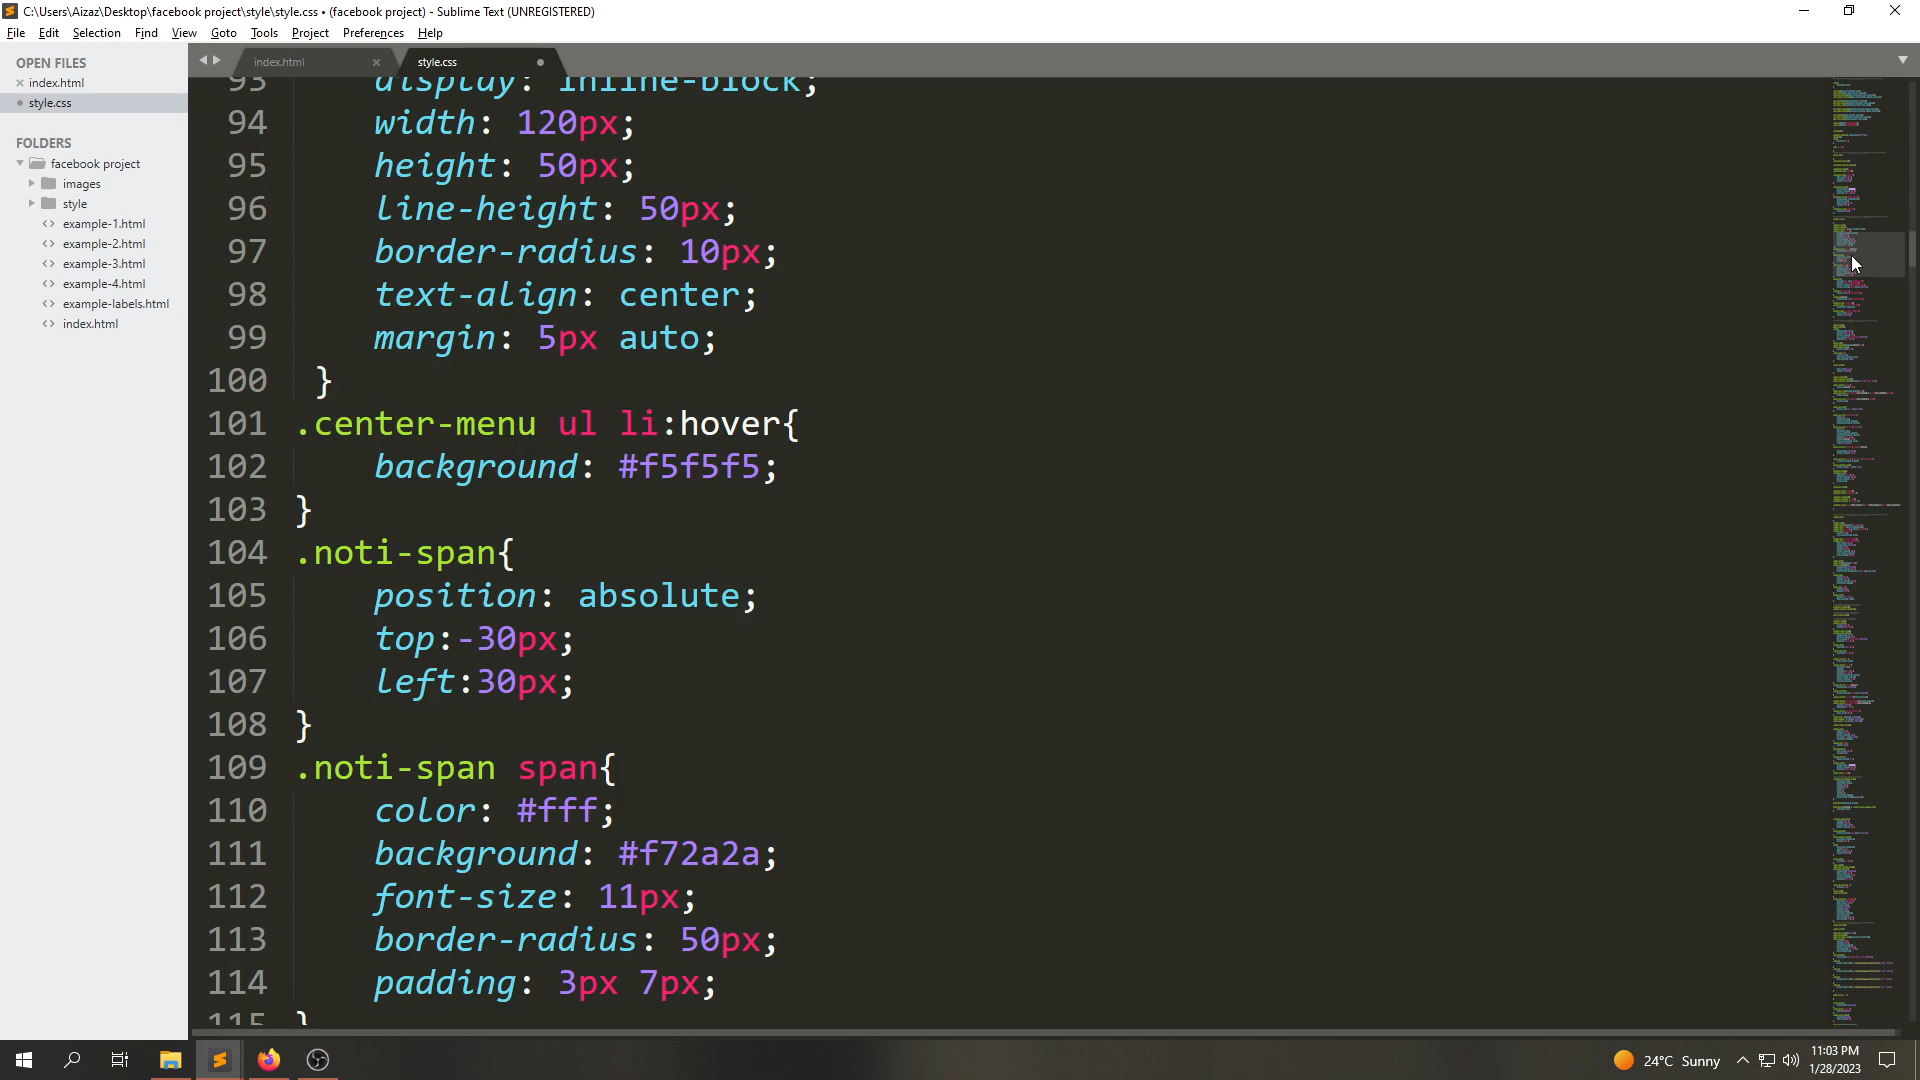 C:\Users\Aizaz\Desktop\facebook project\style\style.css • (facebook project) - Sublime Text (UNREGISTERED)
File Edit Selection Find View Goto Tools Project Preferences Help
OPEN FILES
index.html
style.css
FOLDERS
facebook project
images
style
example-1.html
example-2.html
example-3.html
example-4.html
example-labels.html
index.html
index.html
style.css
93 display: inline-block;
94 width: 120px;
95 height: 50px;
96 line-height: 50px;
97 border-radius: 10px;
98 text-align: center;
99 margin: 5px auto;
100 }
101 .center-menu ul li:hover{
102 background: #f5f5f5;
103 }
104 .noti-span{
105 position: absolute;
106 top:-30px;
107 left:30px;
108 }
109 .noti-span span{
110 color: #fff;
111 background: #f72a2a;
112 font-size: 11px;
113 border-radius: 50px;
114 padding: 3px 7px;
115 }
24°C Sunny
11:03 PM
1/28/2023